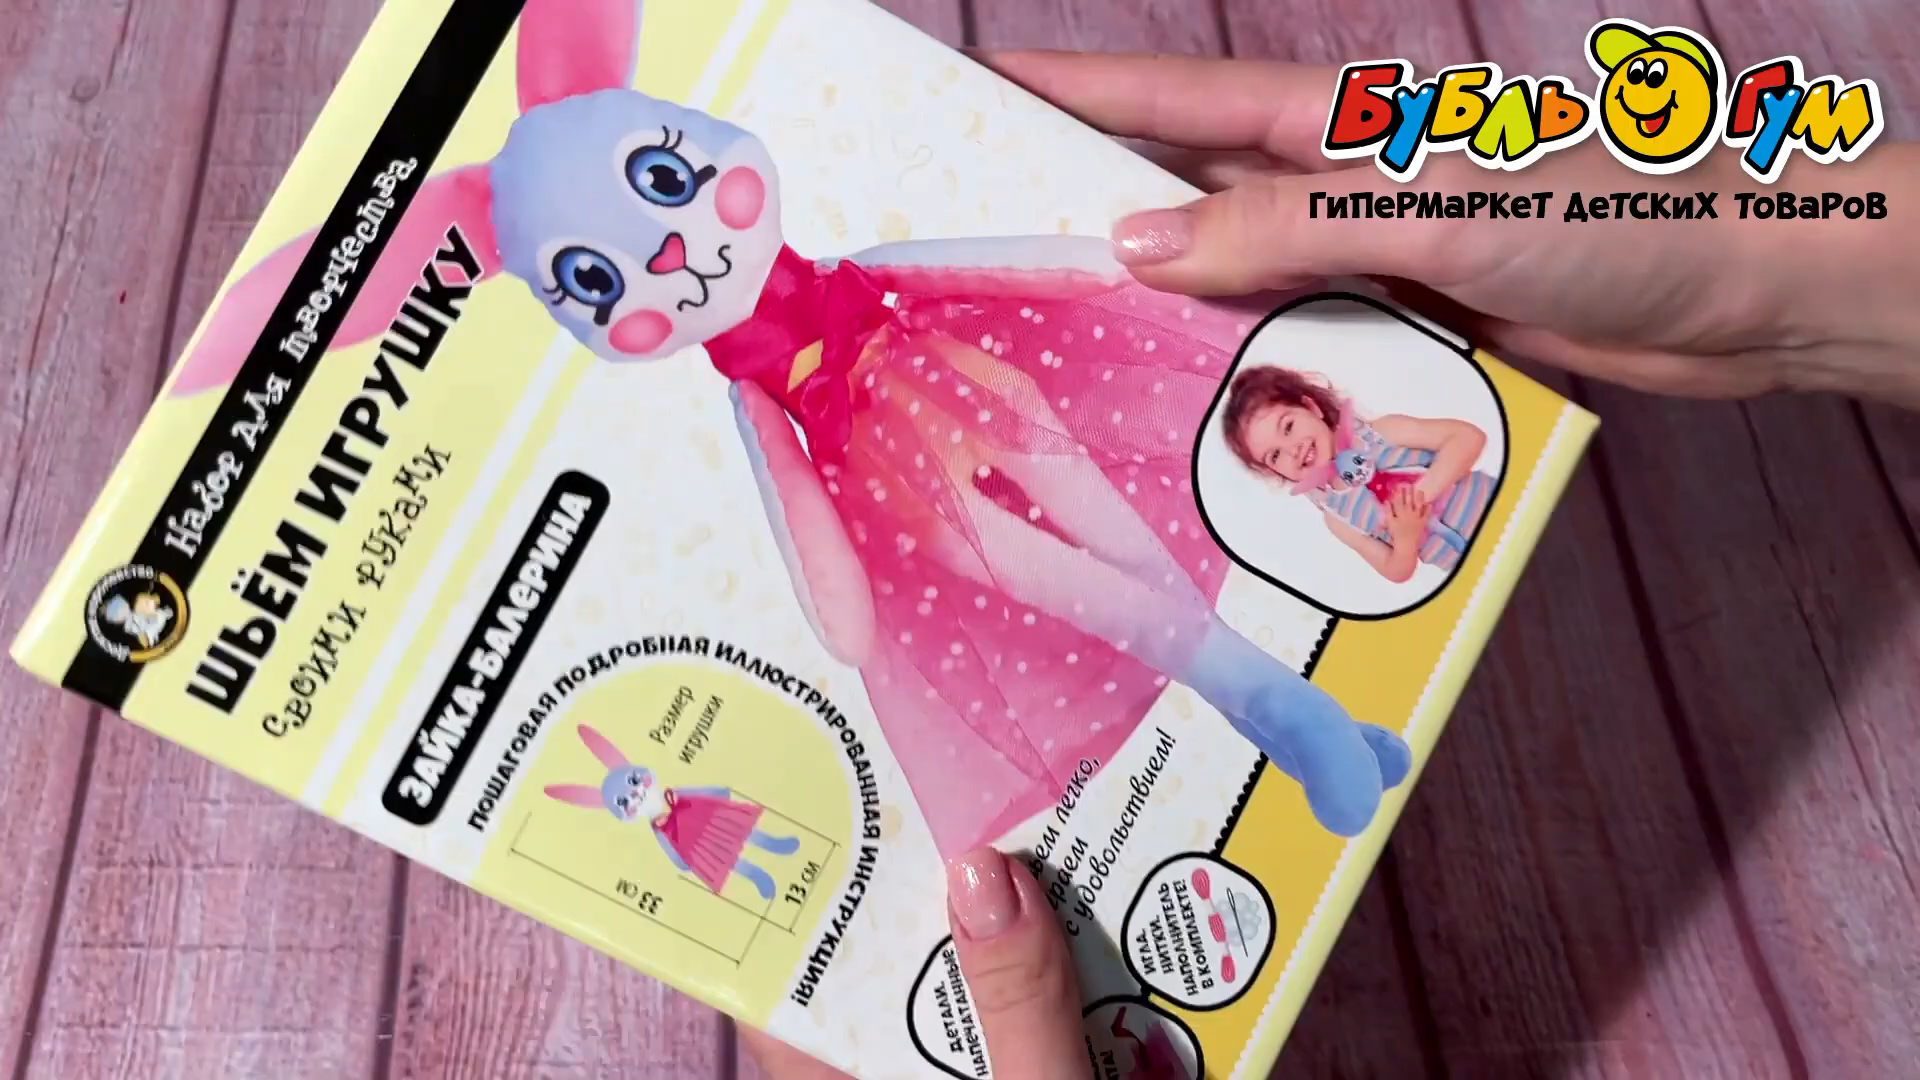 БУБЛЬ ГУМ
ГИПЕРМАРКЕТ ДЕТСКИХ ТОВАРОВ
Набор для творчества
ШЬЁМ ИГРУШКУ
СВОИМИ РУКАМИ
ЗАЙКА-БАЛЕРИНА
ПОШАГОВАЯ ПОДРОБНАЯ ИЛЛЮСТРИРОВАННАЯ ИНСТРУКЦИЯ!
Размер
игрушки
33 СМ
13 СМ
легко,
с удовольствием!
ИГЛА,
НИТКИ,
НАПОЛНИТЕЛЬ
В КОМПЛЕКТЕ!
ДЕТАЛИ,
НАПЕЧАТАННЫЕ